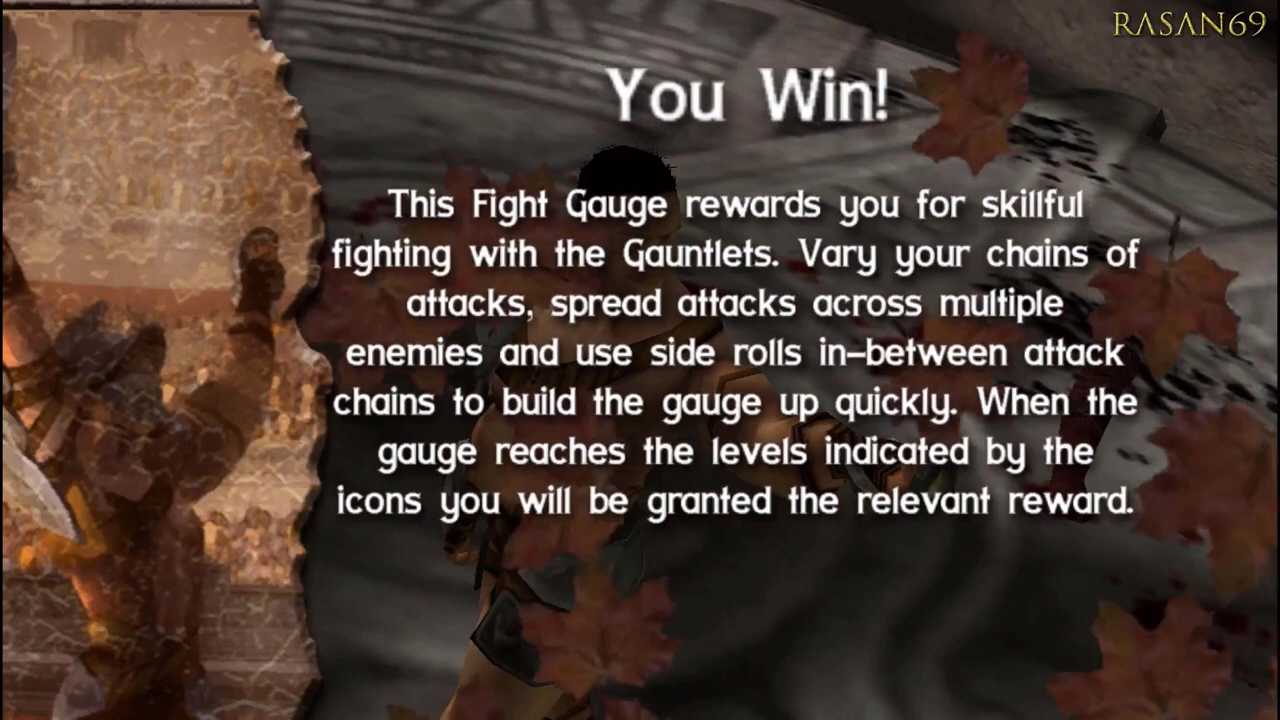 RASAN69
You Win!
This Fight Gauge rewards you for skillful
fighting with the Gauntlets. Vary your chains of
attacks, spread attacks across multiple
enemies and use side rolls in-between attack
chains to build the gauge up quickly. When the
gauge reaches the levels indicated by the
icons you will be granted the relevant reward.